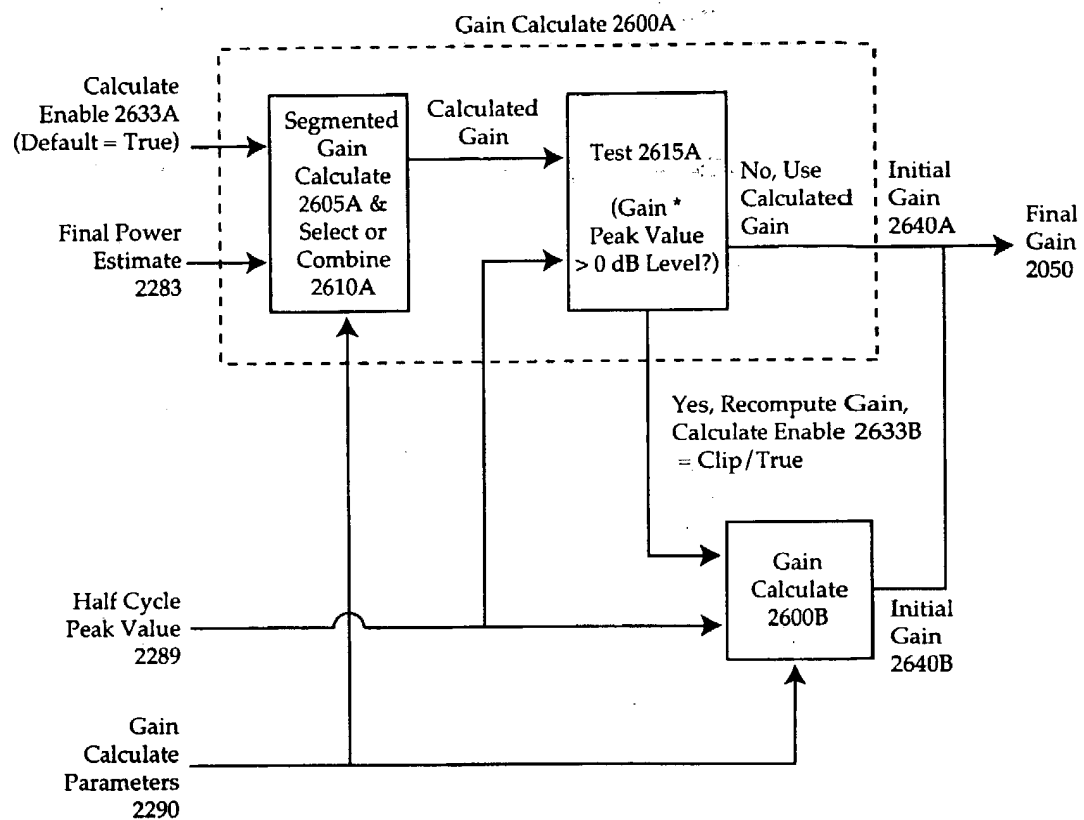 Gain Calculate 2600A
Calculate
Enable 2633A
(Default = True)
Final Power
Estimate
2283
Segmented
Gain
Calculate
2605A &
Select or
Combine
2610A
Calculated
Gain
Test 2615A
(Gain *
Peak Value
> 0 dB Level?)
No, Use
Calculated
Gain
Initial
Gain
2640A
Final
Gain
2050
Yes, Recompute Gain,
Calculate Enable 2633B
= Clip/True
Half Cycle
Peak Value
2289
Gain
Calculate
2600B
Initial
Gain
2640B
Gain
Calculate
Parameters
2290